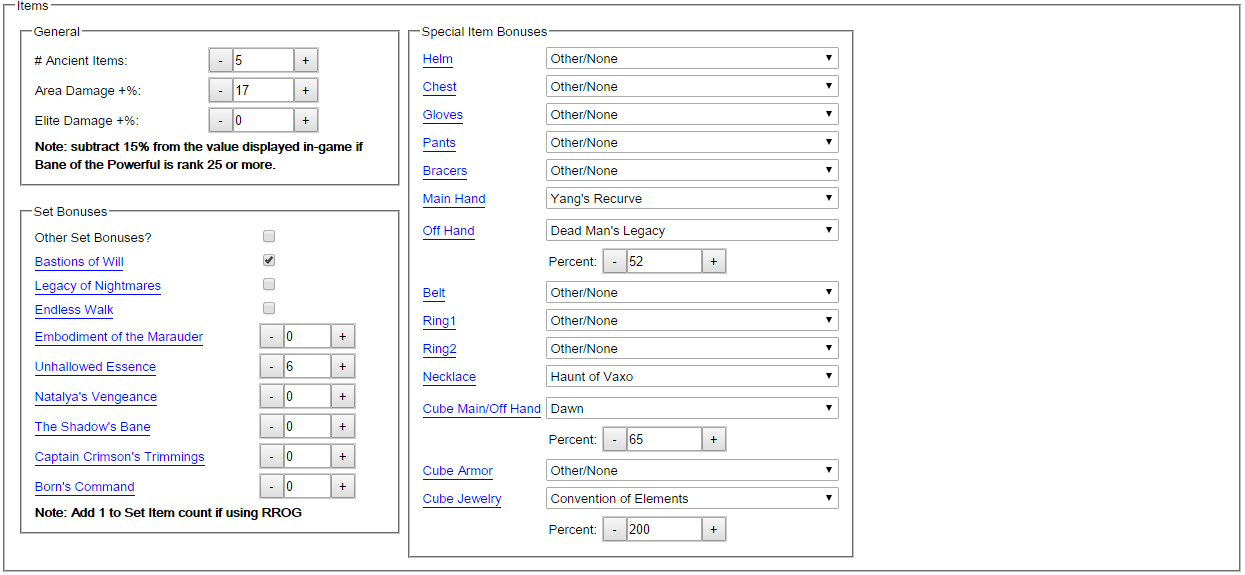 Items
General
# Ancient Items: - 5 +
Area Damage +%: - 17 +
Elite Damage +%: - 0 +
Note: subtract 15% from the value displayed in-game if
Bane of the Powerful is rank 25 or more.
Set Bonuses
Other Set Bonuses?
Bastions of Will
Legacy of Nightmares
Endless Walk
Embodiment of the Marauder - 0 +
Unhallowed Essence - 6 +
Natalya's Vengeance - 0 +
The Shadow's Bane - 0 +
Captain Crimson's Trimmings - 0 +
Born's Command - 0 +
Note: Add 1 to Set Item count if using RROG
Special Item Bonuses
Helm Other/None
Chest Other/None
Gloves Other/None
Pants Other/None
Bracers Other/None
Main Hand Yang's Recurve
Off Hand Dead Man's Legacy
Percent: - 52 +
Belt Other/None
Ring1 Other/None
Ring2 Other/None
Necklace Haunt of Vaxo
Cube Main/Off Hand Dawn
Percent: - 65 +
Cube Armor Other/None
Cube Jewelry Convention of Elements
Percent: - 200 +